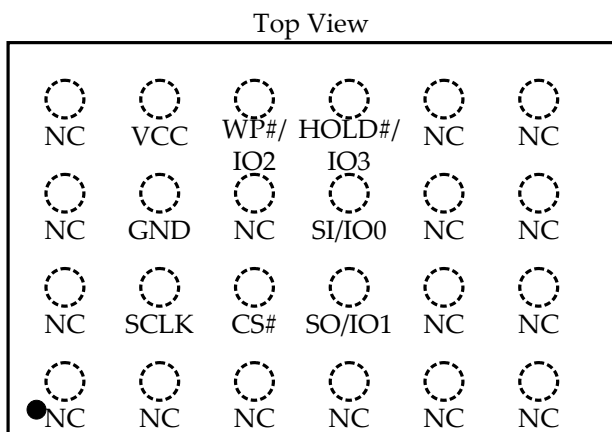 Top View
NC VCC WP#/ HOLD#/ NC NC
IO2 IO3
NC GND NC SI/IO0 NC NC
NC SCLK CS# SO/IO1 NC NC
NC NC NC NC NC NC